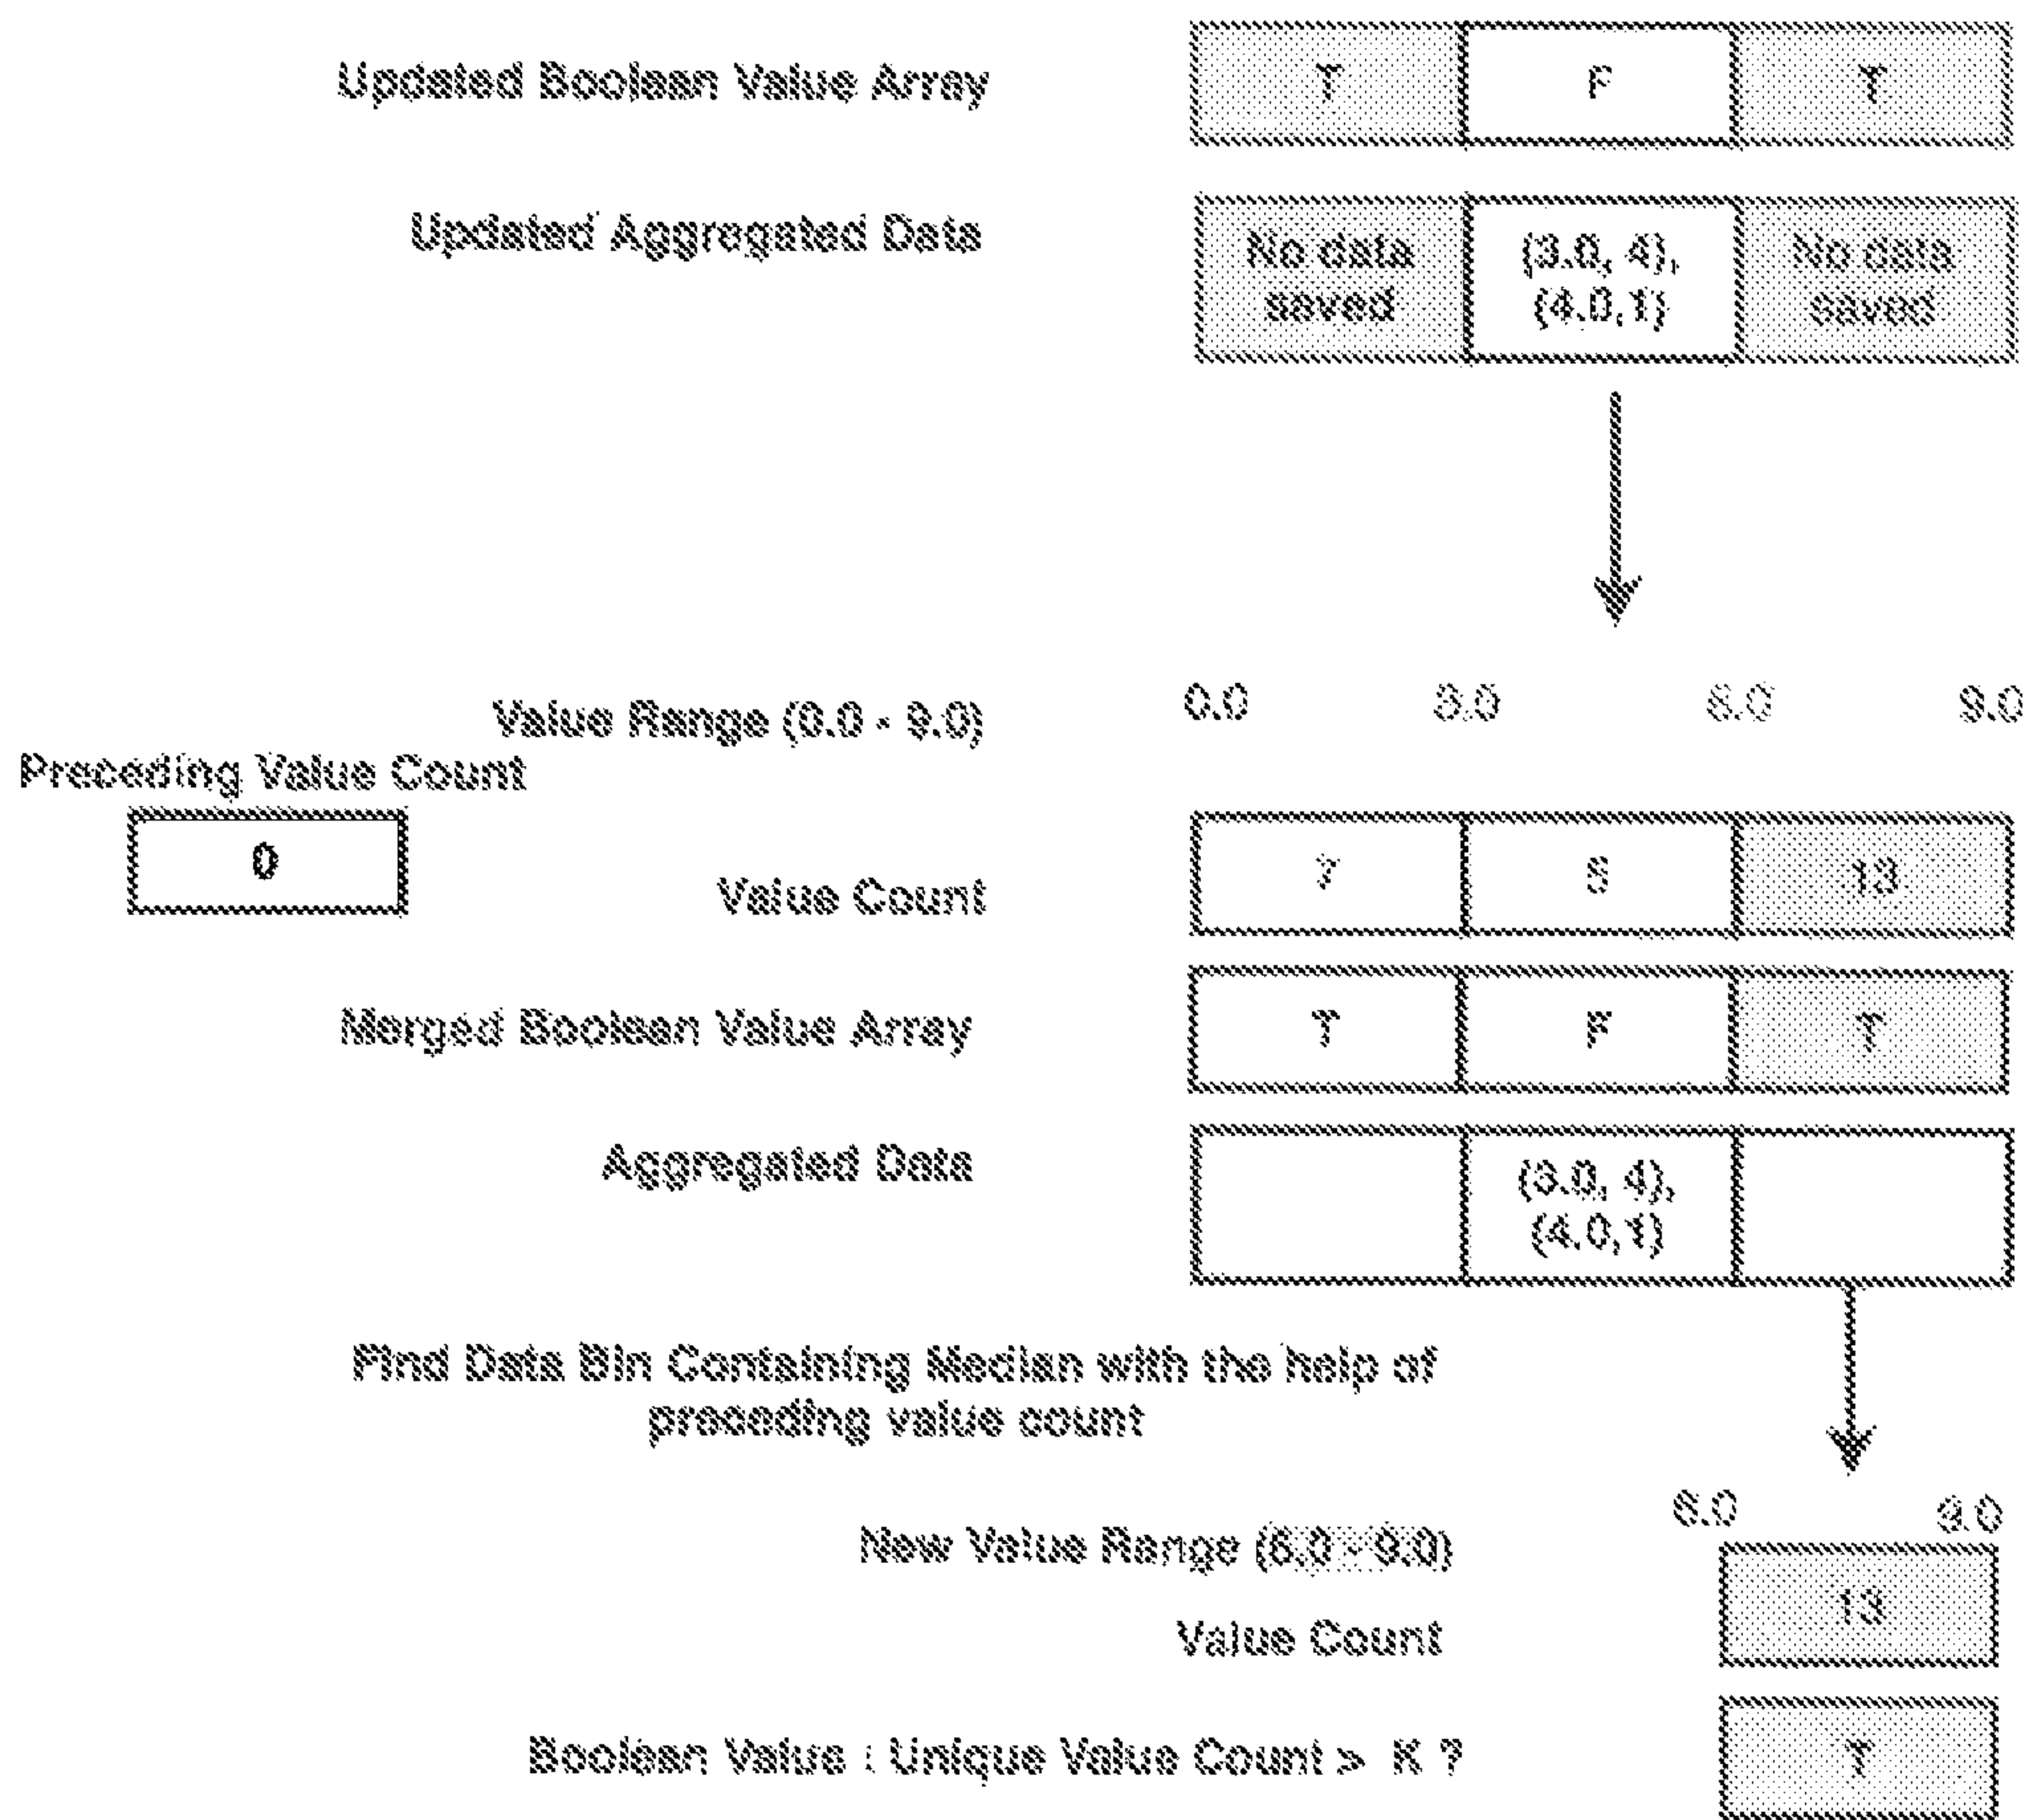 Updated Boolean Value Array
T F T
Updated Aggregated Data
No data
saved
(3.0, 4),
(4.0,1)
No data
saved
Value Range (0.0 - 9.0)
0.0 3.0 6.0 9.0
Preceding Value Count
0
Value Count
7 5 13
Merged Boolean Value Array
T F T
Aggregated Data
(3.0, 4),
(4.0,1)
Find Data Bin Containing Median with the help of
preceding value count
6.0 9.0
New Value Range (6.0 - 9.0)
13
Value Count
Boolean Value : Unique Value Count > K ?
T